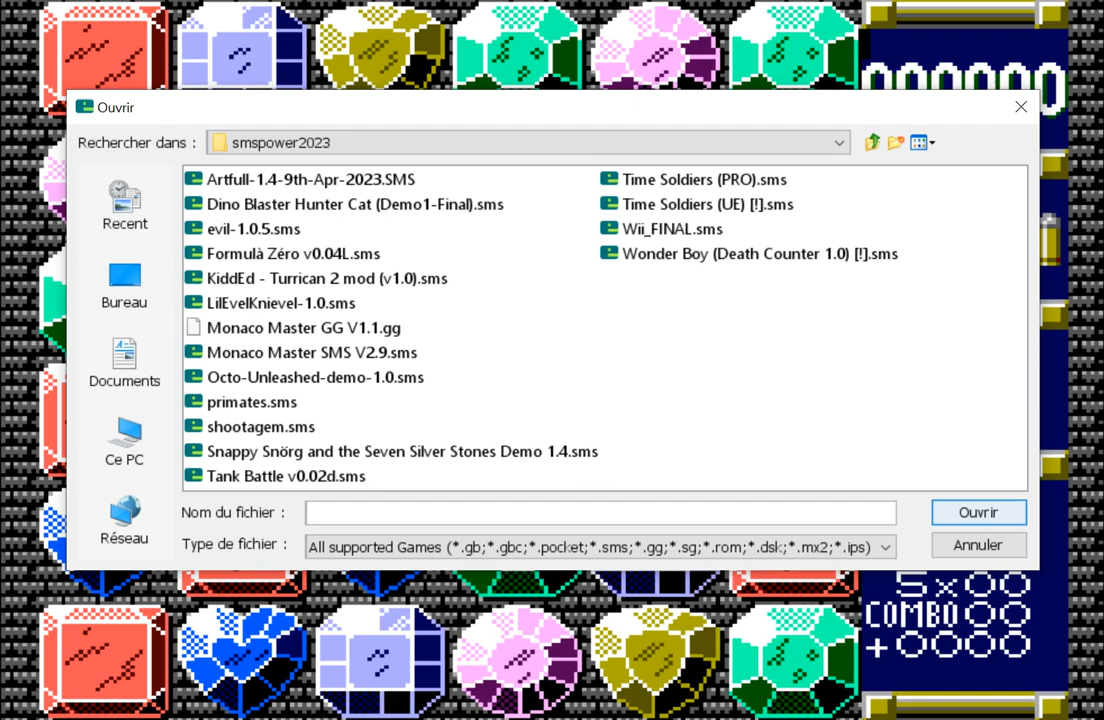 000000
Ouvrir
Rechercher dans :
smspower2023
Recent
Bureau
Documents
Ce PC
Réseau
Artfull-1.4-9th-Apr-2023.SMS
Dino Blaster Hunter Cat (Demo1-Final).sms
evil-1.0.5.sms
Formulà Zéro v0.04L.sms
KiddEd - Turrican 2 mod (v1.0).sms
LilEvelKnievel-1.0.sms
Monaco Master GG V1.1.gg
Monaco Master SMS V2.9.sms
Octo-Unleashed-demo-1.0.sms
primates.sms
shootagem.sms
Snappy Snörg and the Seven Silver Stones Demo 1.4.sms
Tank Battle v0.02d.sms
Time Soldiers (PRO).sms
Time Soldiers (UE) [!].sms
Wii_FINAL.sms
Wonder Boy (Death Counter 1.0) [!].sms
Nom du fichier :
Ouvrir
Type de fichier :
All supported Games (*.gb;*.gbc;*.pocket;*.sms;*.gg;*.sg;*.rom;*.dsk;*.mx2;*.ips)
Annuler
5x00
COMBO00
+0000